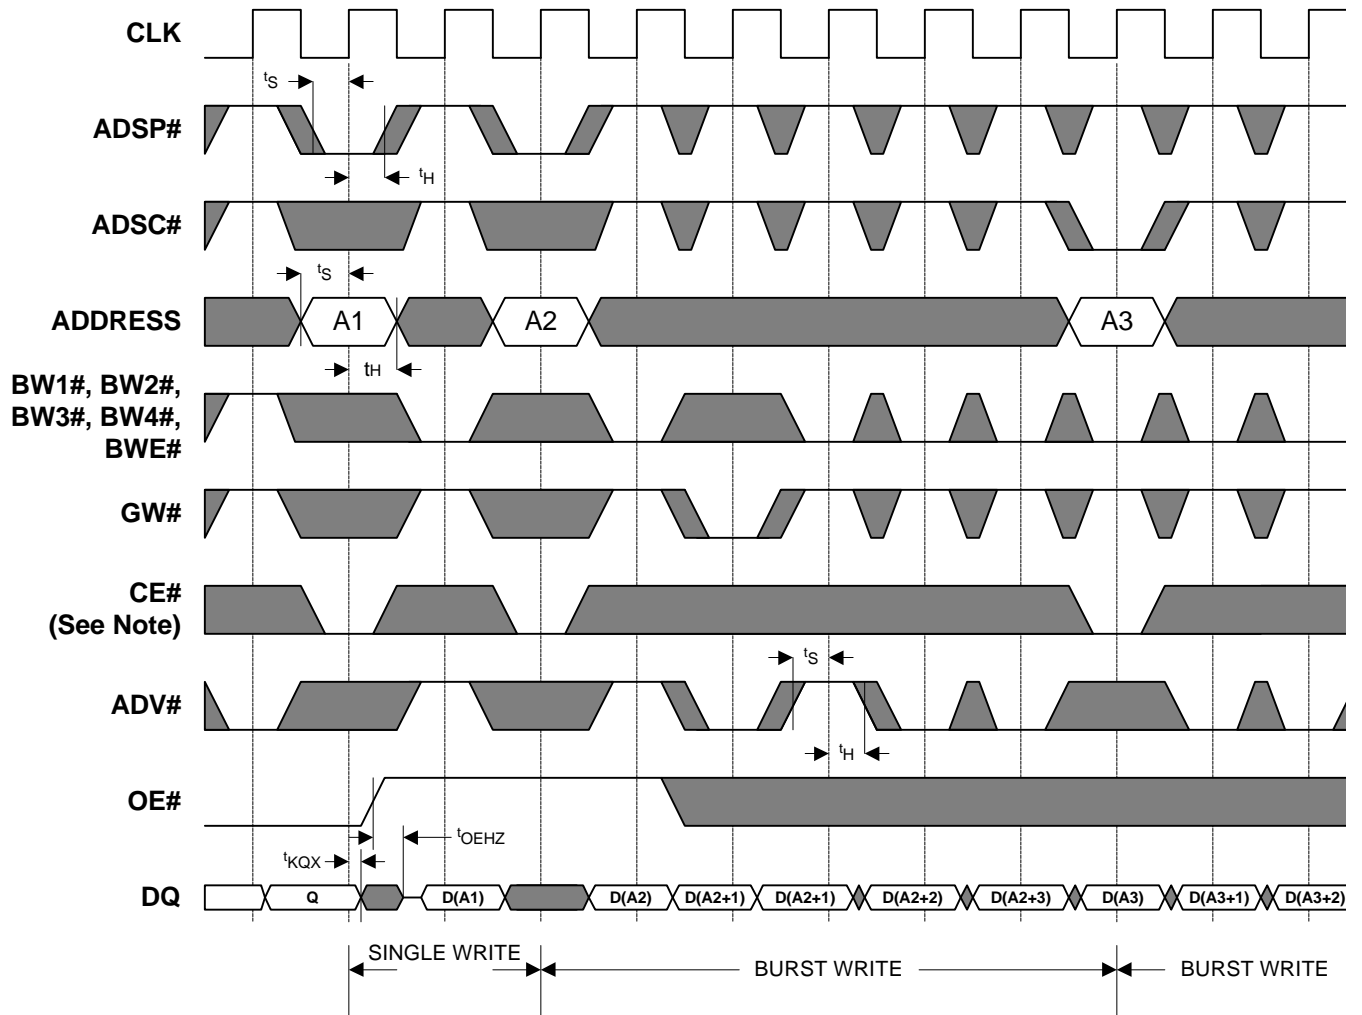 CLK
tS
ADSP#
tH
ADSC#
tS
ADDRESS A1 A2 A3
tH
BW1#, BW2#,
BW3#, BW4#,
BWE#
GW#
CE#
(See Note)
tS
ADV#
tH
OE#
tOEHZ
tKQX
DQ Q D(A1) D(A2) D(A2+1) D(A2+1) D(A2+2) D(A2+3) D(A3) D(A3+1) D(A3+2)
SINGLE WRITE BURST WRITE BURST WRITE